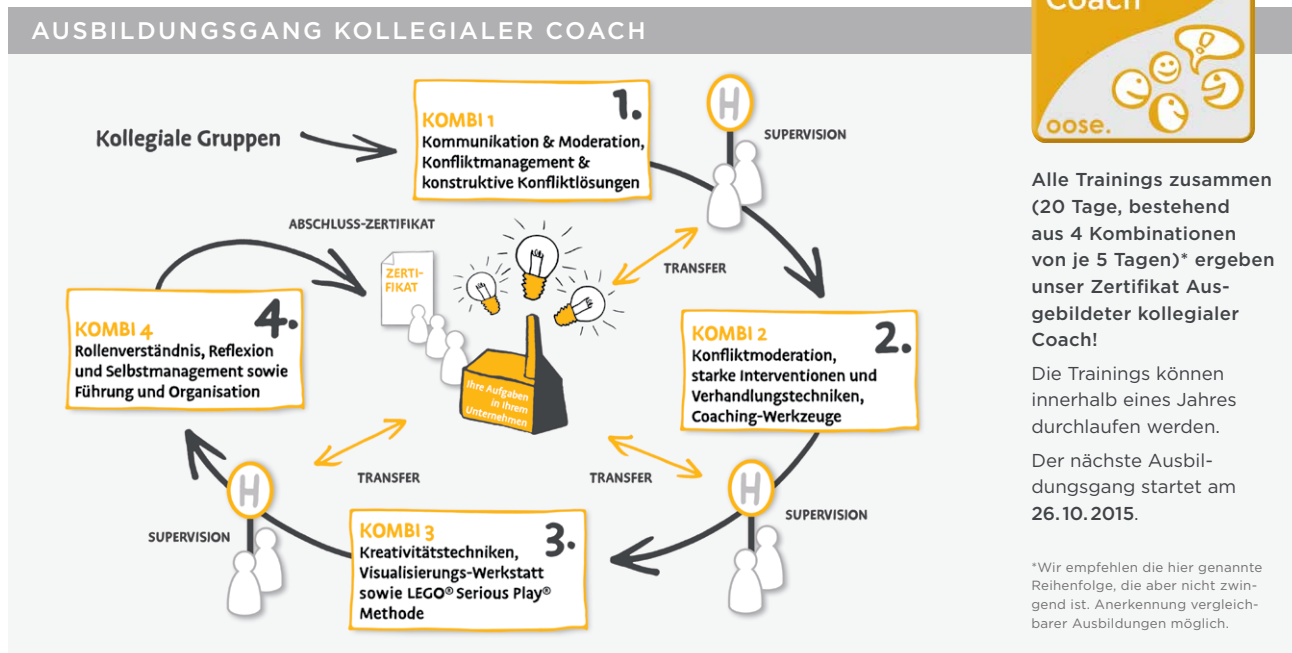 AUSBILDUNGSGANG KOLLEGIALER COACH
Kollegiale Gruppen
1.
KOMBI 1
Kommunikation & Moderation,
Konfliktmanagement &
konstruktive Konfliktlösungen
H
SUPERVISION
TRANSFER
2.
KOMBI 2
Konfliktmoderation,
starke Interventionen und
Verhandlungstechniken,
Coaching-Werkzeuge
H
SUPERVISION
TRANSFER
3.
KOMBI 3
Kreativitätstechniken,
Visualisierungs-Werkstatt
sowie LEGO® Serious Play®
Methode
H
SUPERVISION
TRANSFER
4.
KOMBI 4
Rollenverständnis, Reflexion
und Selbstmanagement sowie
Führung und Organisation
ABSCHLUSS-ZERTIFIKAT
ZERTI-
FIKAT
Ihre Aufgaben
in Ihrem
Unternehmen
Coach
!
oose.
Alle Trainings zusammen
(20 Tage, bestehend
aus 4 Kombinationen
von je 5 Tagen)* ergeben
unser Zertifikat Aus-
gebildeter kollegialer
Coach!
Die Trainings können
innerhalb eines Jahres
durchlaufen werden.
Der nächste Ausbil-
dungsgang startet am
26.10.2015.
*Wir empfehlen die hier genannte
Reihenfolge, die aber nicht zwin-
gend ist. Anerkennung vergleich-
barer Ausbildungen möglich.